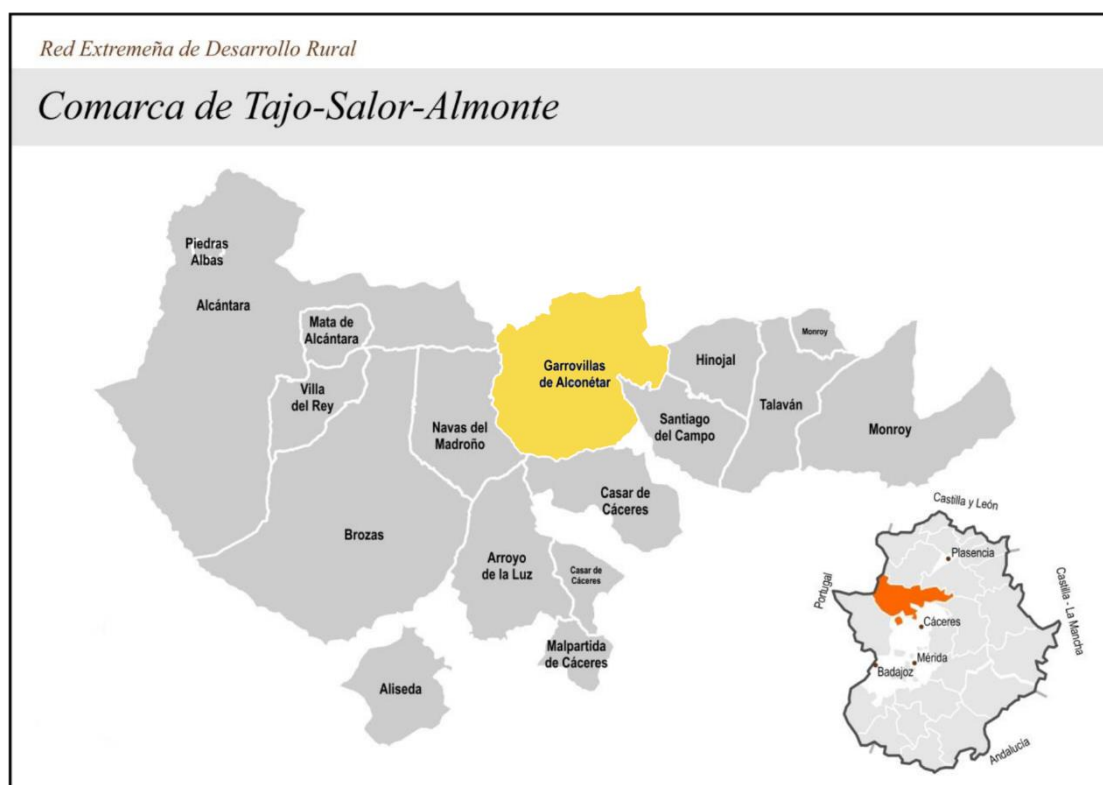 Red Extremeña de Desarrollo Rural
Comarca de Tajo-Salor-Almonte
Piedras
Albas
Alcántara
Mata de
Alcántara
Villa
del Rey
Navas del
Madroño
Garrovillas
de Alconétar
Hinojal
Monroy
Santiago
del Campo
Talaván
Monroy
Casar de
Cáceres
Brozas
Arroyo
de la Luz
Casar de
Cáceres
Malpartida
de Cáceres
Aliseda
Castilla y León
Plasencia
Portugal
Castilla - La Mancha
Cáceres
Mérida
Badajoz
Andalucía